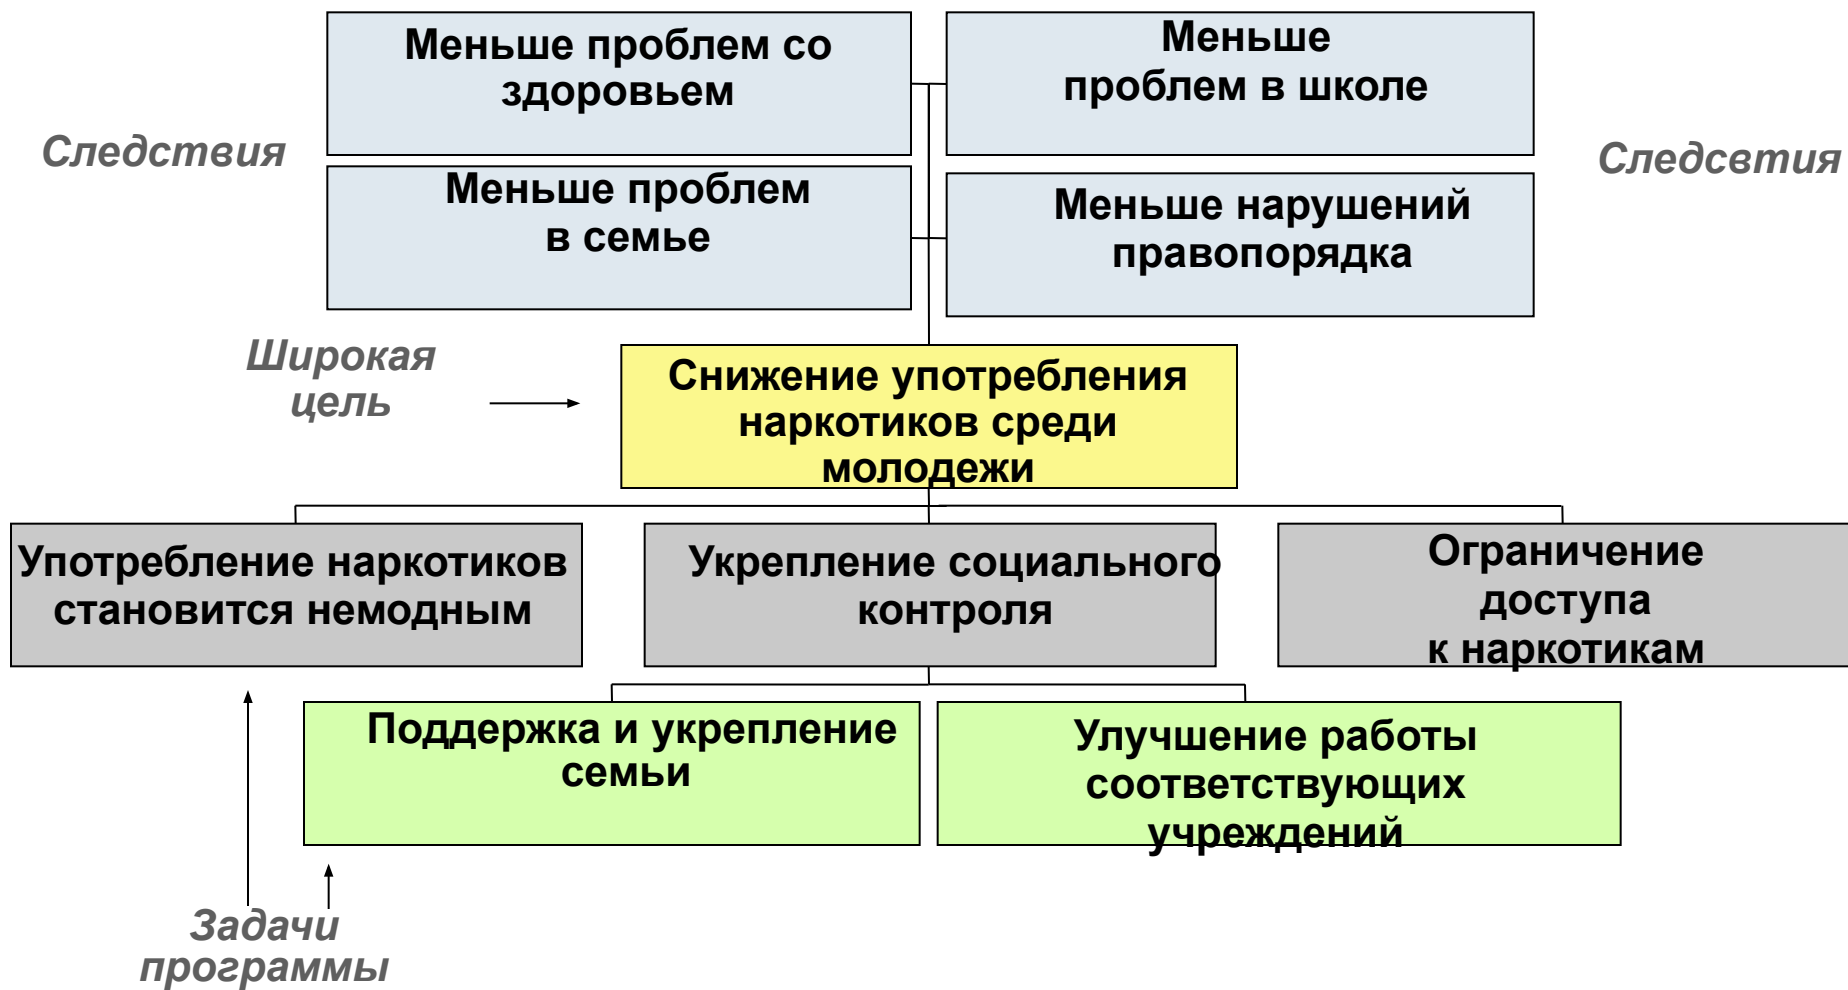 Меньше проблем со
здоровьем
Меньше
проблем в школе
Следствия
Следсвтия
Меньше проблем
в семье
Меньше нарушений
правопорядка
Широкая
цель
Снижение употребления
наркотиков среди
молодежи
Употребление наркотиков
становится немодным
Укрепление социального
контроля
Ограничение
доступа
к наркотикам
Поддержка и укрепление
семьи
Улучшение работы
соответствующих
учреждений
Задачи
программы